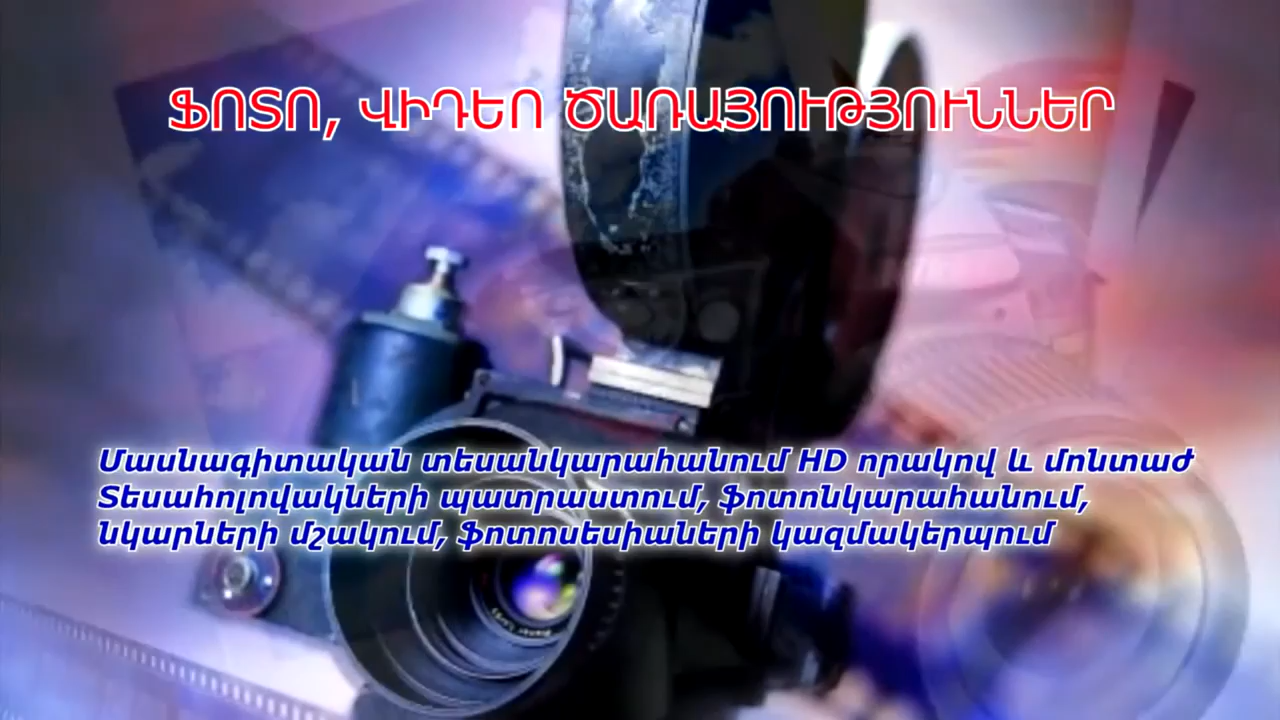 ՖՈՏՈ, ՎԻԴԵՈ ԾԱՌԱՅՈՒԹՅՈՒՆՆԵՐ
Մասնագիտական տեսանկարահանում HD որակով և մոնտաժ
Տեսահոլովակների պատրաստում, ֆոտոնկարահանում,
նկարների մշակում, ֆոտոսեսիաների կազմակերպում